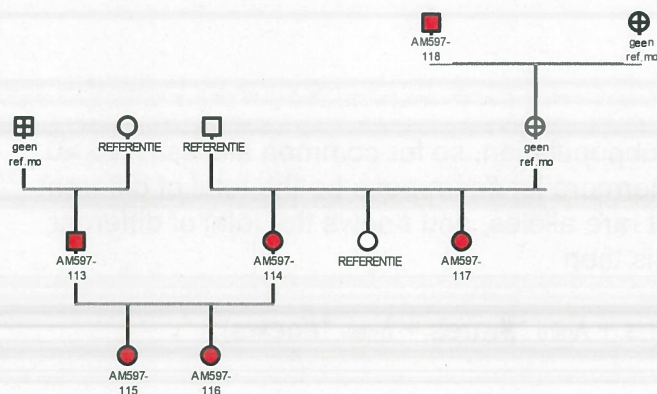 AM597-
118
geen
ref.mo
geen
ref.mo
REFERENTIE
REFERENTIE
geen
ref.mo
AM597-
113
AM597-
114
REFERENTIE
AM597-
117
AM597-
115
AM597-
116